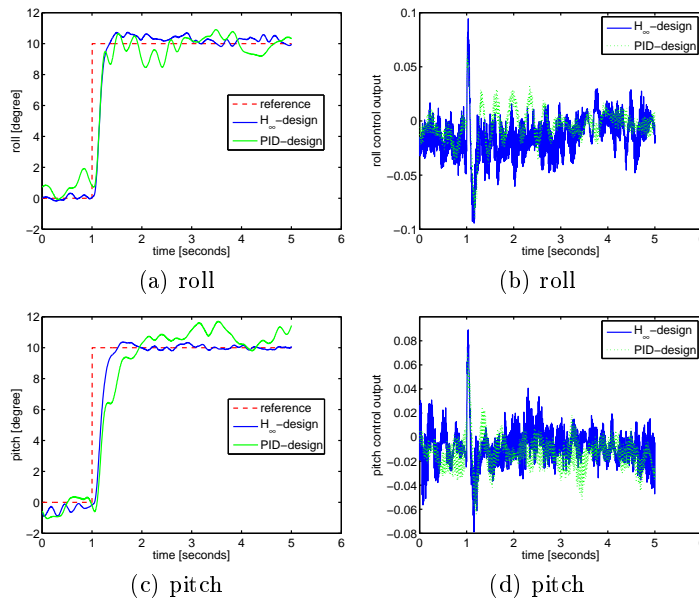 12
10
8
6
4
2
0
−2
0 1 2 3 4 5 6
roll [degree]
time [seconds]
reference
H∞−design
PID−design
(a) roll
0.1
0.05
0
−0.05
−0.1
0 1 2 3 4 5
roll control output
time [seconds]
H∞−design
PID−design
(b) roll
12
10
8
6
4
2
0
−2
0 1 2 3 4 5 6
pitch [degree]
time [seconds]
reference
H∞−design
PID−design
(c) pitch
0.1
0.08
0.06
0.04
0.02
0
−0.02
−0.04
−0.06
−0.08
0 1 2 3 4 5
pitch control output
time [seconds]
H∞−design
PID−design
(d) pitch